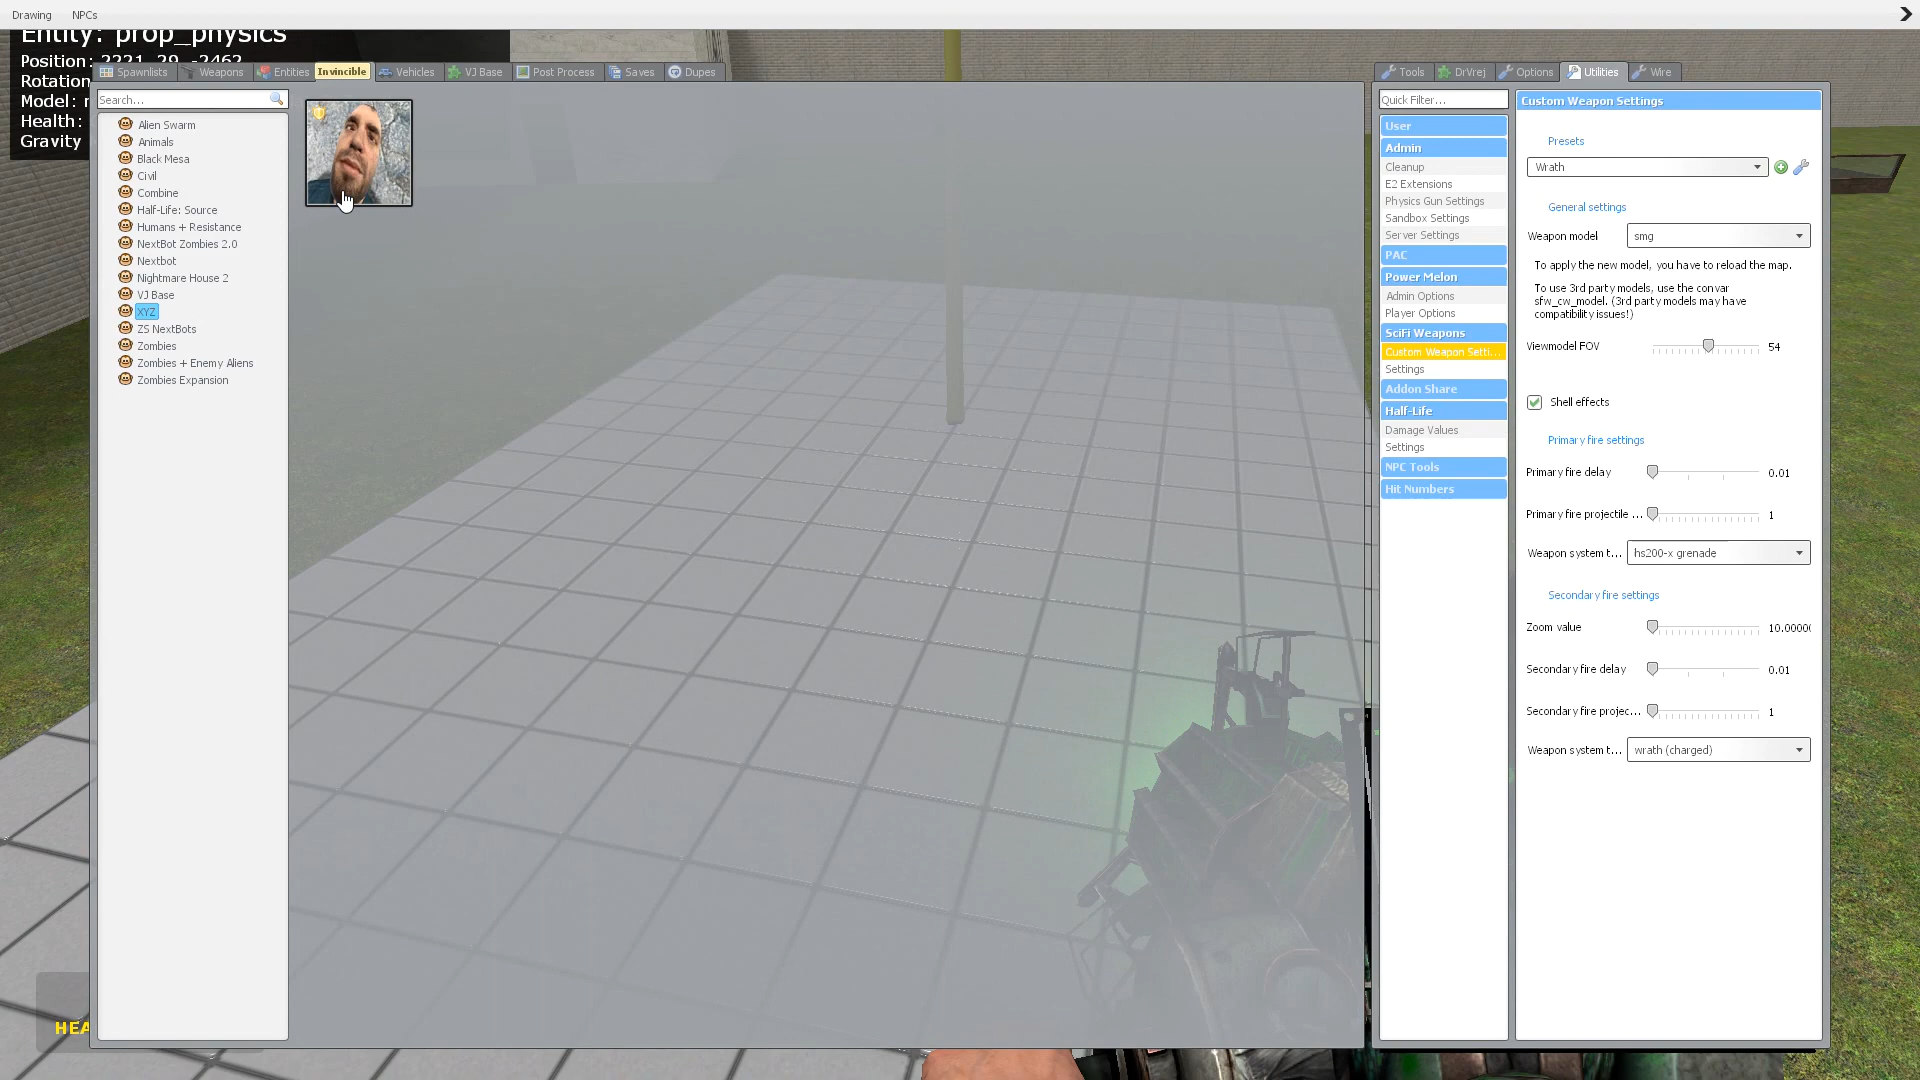 Drawing NPCs
Entity: prop_physics
Position: 2221 29 -2462
Rotation
Model:
Health:
Gravity
Spawnlists Weapons Entities Invincible Vehicles VJ Base Post Process Saves Dupes
Search...
Alien Swarm
Animals
Black Mesa
Civil
Combine
Half-Life: Source
Humans + Resistance
NextBot Zombies 2.0
Nextbot
Nightmare House 2
VJ Base
XYZ
ZS NextBots
Zombies
Zombies + Enemy Aliens
Zombies Expansion
HEA
Tools DrVrej Options Utilities Wire
Quick Filter...
User
Admin
Cleanup
E2 Extensions
Physics Gun Settings
Sandbox Settings
Server Settings
PAC
Power Melon
Admin Options
Player Options
SciFi Weapons
Custom Weapon Setti...
Settings
Addon Share
Half-Life
Damage Values
Settings
NPC Tools
Hit Numbers
Custom Weapon Settings
Presets
Wrath
General settings
Weapon model smg
To apply the new model, you have to reload the map.
To use 3rd party models, use the convar
sfw_cw_model. (3rd party models may have
compatibility issues!)
Viewmodel FOV 54
Shell effects
Primary fire settings
Primary fire delay 0.01
Primary fire projectile ... 1
Weapon system t... hs200-x grenade
Secondary fire settings
Zoom value 10.0000
Secondary fire delay 0.01
Secondary fire projec... 1
Weapon system t... wrath (charged)